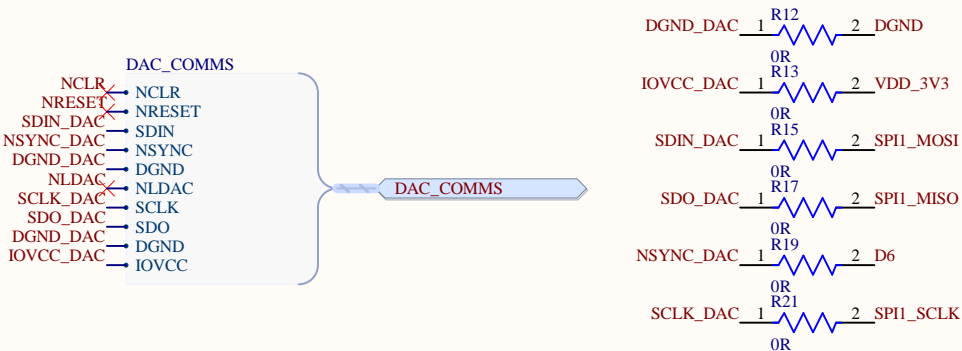 DAC_COMMS
NCLR NCLR
NRESET NRESET
SDIN_DAC SDIN
NSYNC_DAC NSYNC
DGND_DAC DGND
NLDAC NLDAC
SCLK_DAC SCLK
SDO_DAC SDO
DGND_DAC DGND
IOVCC_DAC IOVCC
DAC_COMMS
R12
DGND_DAC 1 2 DGND
0R
R13
IOVCC_DAC 1 2 VDD_3V3
0R
R15
SDIN_DAC 1 2 SPI1_MOSI
0R
R17
SDO_DAC 1 2 SPI1_MISO
0R
R19
NSYNC_DAC 1 2 D6
0R
R21
SCLK_DAC 1 2 SPI1_SCLK
0R